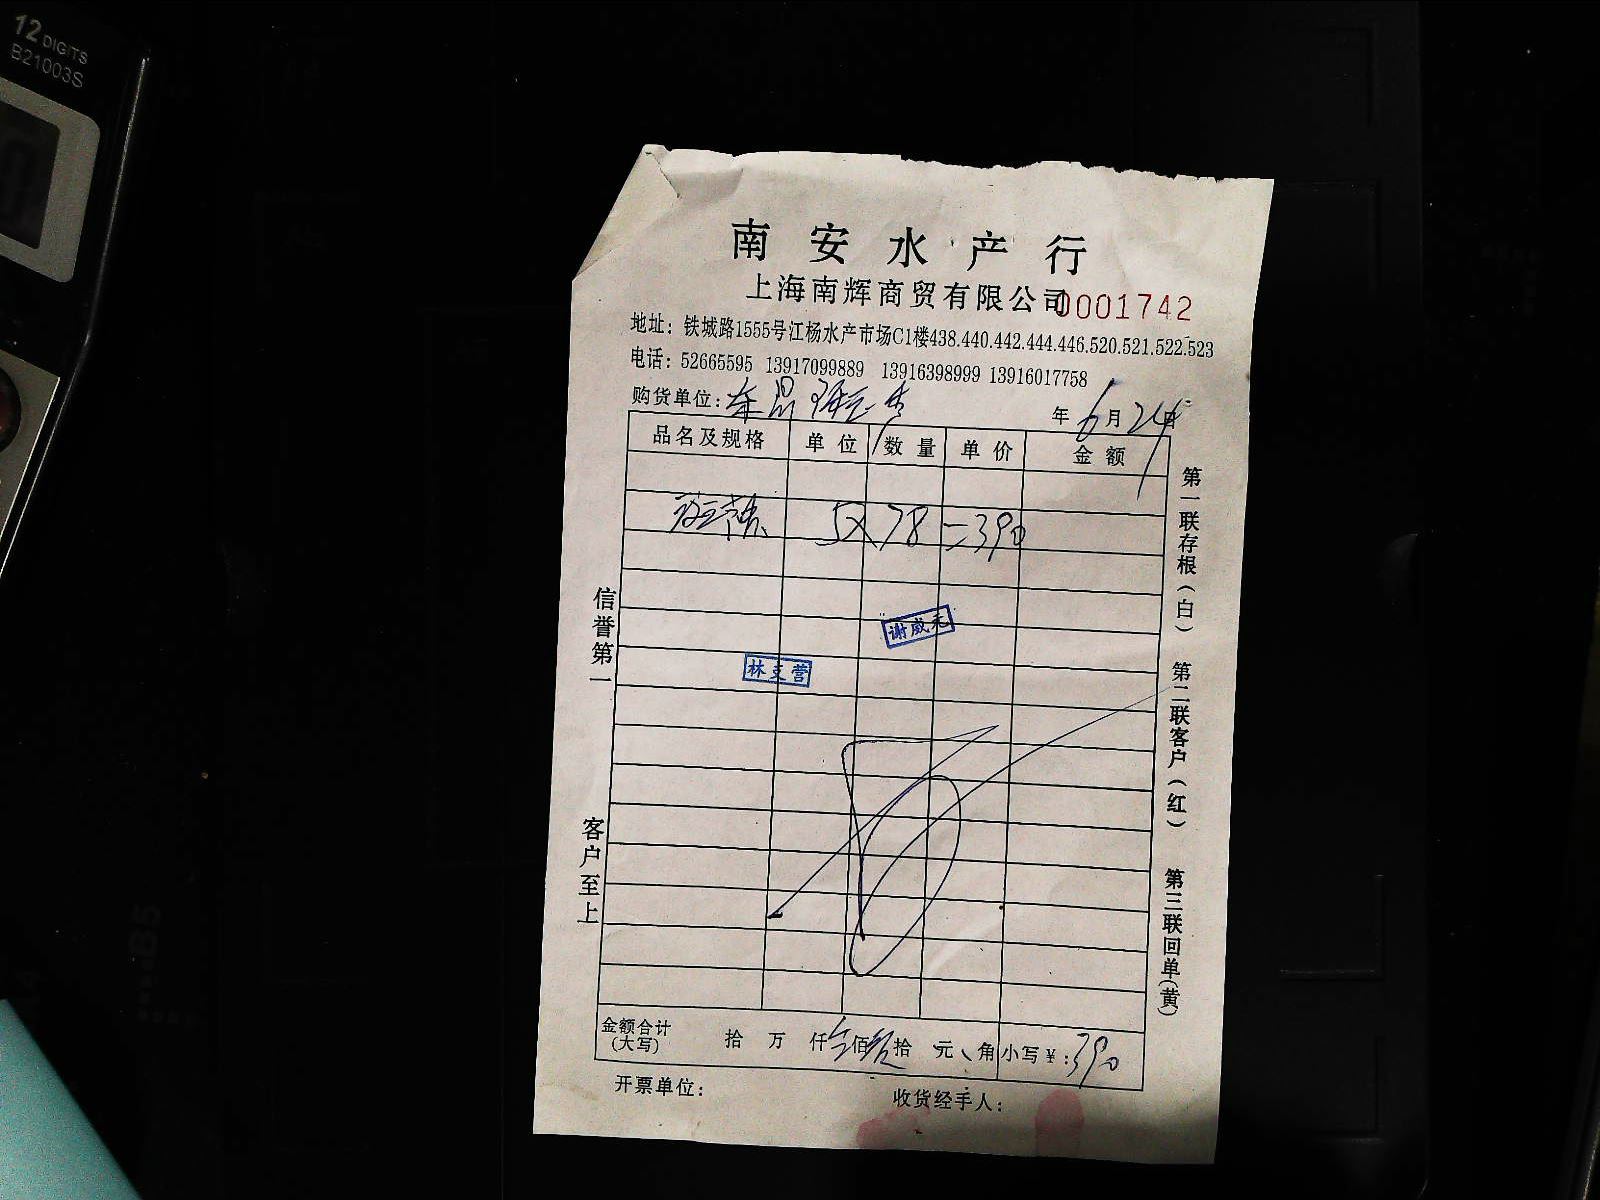 12 DIGITS
B21003S
南安水产行
上海南辉商贸有限公司 0001742
地址：铁城路1555号江杨水产市场C1楼438.440.442.444.446.520.521.522.523
电话：52665595 13917099889 13916398999 13916017758
购货单位： 年 6月24日
品名及规格 单位 数量 单价 金额
5×78=390
谢威
林 营
信誉第一
客户至上
第一联存根（白）
第二联客户（红）
第三联回单（黄）
金额合计（大写） 拾 万 仟 佰 拾 元 角 小写￥：390
开票单位： 收货经手人：
B5